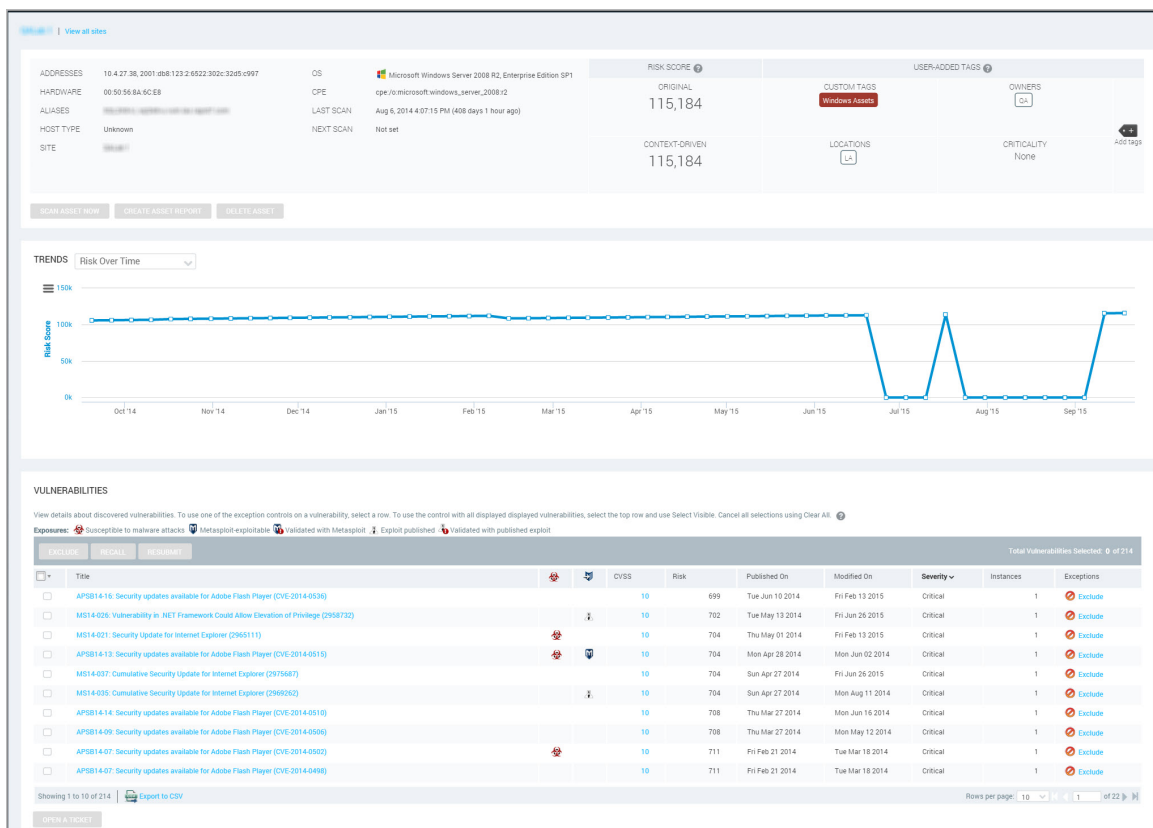 View all sites
ADDRESSES 10.4.27.38, 2001:db8:123:2:6522:302c:32d5:c997 OS Microsoft Windows Server 2008 R2, Enterprise Edition SP1 RISK SCORE USER-ADDED TAGS
HARDWARE 00:50:56:8A:6C:E8 CPE cpe:/o:microsoft:windows_server_2008:r2 ORIGINAL CUSTOM TAGS OWNERS
115,184 Windows Assets QA
ALIASES LAST SCAN Aug 6, 2014 4:07:15 PM (408 days 1 hour ago)
HOST TYPE Unknown NEXT SCAN Not set
Add tags
SITE CONTEXT-DRIVEN LOCATIONS CRITICALITY
115,184 LA None
SCAN ASSET NOW CREATE ASSET REPORT DELETE ASSET
TRENDS Risk Over Time
150k
100k
50k
0k
Risk Score
Oct '14 Nov '14 Dec '14 Jan '15 Feb '15 Mar '15 Apr '15 May '15 Jun '15 Jul '15 Aug '15 Sep '15
VULNERABILITIES
View details about discovered vulnerabilities. To use one of the exception controls on a vulnerability, select a row. To use the control with all displayed displayed vulnerabilities, select the top row and use Select Visible. Cancel all selections using Clear All.
Exposures: Susceptible to malware attacks Metasploit-exploitable Validated with Metasploit Exploit published Validated with published exploit
EXCLUDE RECALL RESUBMIT Total Vulnerabilities Selected: 0 of 214
Title CVSS Risk Published On Modified On Severity Instances Exceptions
APSB14-16: Security updates available for Adobe Flash Player (CVE-2014-0536) 10 699 Tue Jun 10 2014 Fri Feb 13 2015 Critical 1 Exclude
MS14-026: Vulnerability in .NET Framework Could Allow Elevation of Privilege (2958732) 10 702 Tue May 13 2014 Fri Jun 26 2015 Critical 1 Exclude
MS14-021: Security Update for Internet Explorer (2965111) 10 704 Thu May 01 2014 Fri Feb 13 2015 Critical 1 Exclude
APSB14-13: Security updates available for Adobe Flash Player (CVE-2014-0515) 10 704 Mon Apr 28 2014 Mon Jun 02 2014 Critical 1 Exclude
MS14-037: Cumulative Security Update for Internet Explorer (2975687) 10 704 Sun Apr 27 2014 Fri Jun 26 2015 Critical 1 Exclude
MS14-035: Cumulative Security Update for Internet Explorer (2969262) 10 704 Sun Apr 27 2014 Mon Aug 11 2014 Critical 1 Exclude
APSB14-14: Security updates available for Adobe Flash Player (CVE-2014-0510) 10 708 Thu Mar 27 2014 Mon Jun 16 2014 Critical 1 Exclude
APSB14-09: Security updates available for Adobe Flash Player (CVE-2014-0506) 10 708 Thu Mar 27 2014 Mon May 12 2014 Critical 1 Exclude
APSB14-07: Security updates available for Adobe Flash Player (CVE-2014-0502) 10 711 Fri Feb 21 2014 Tue Mar 18 2014 Critical 1 Exclude
APSB14-07: Security updates available for Adobe Flash Player (CVE-2014-0498) 10 711 Fri Feb 21 2014 Tue Mar 18 2014 Critical 1 Exclude
Showing 1 to 10 of 214 Export to CSV Rows per page: 10 1 of 22
OPEN A TICKET